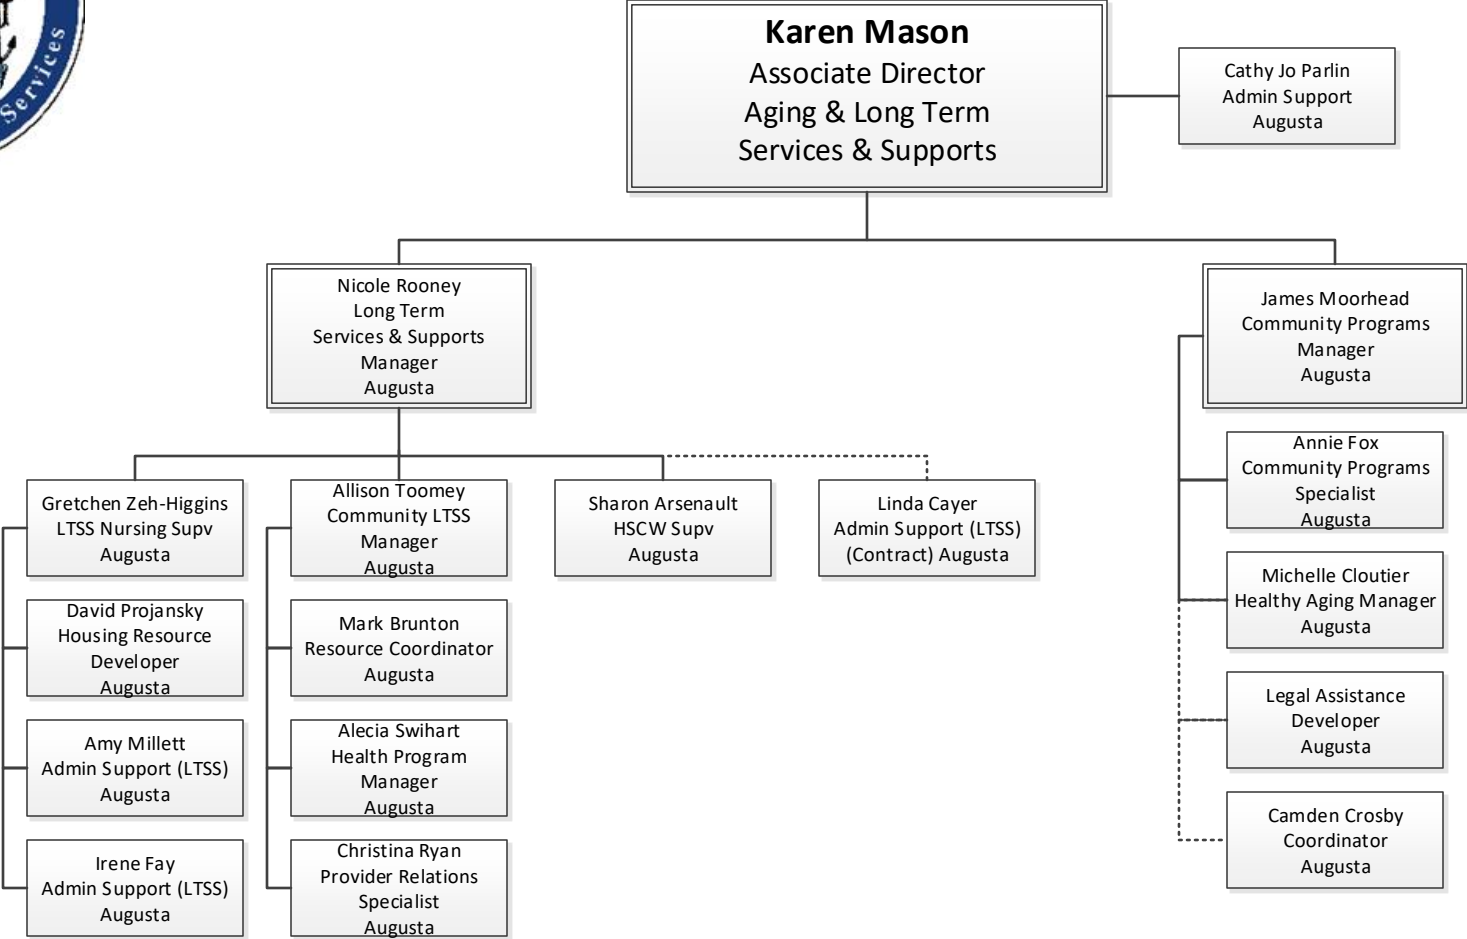 Services
Karen Mason
Associate Director
Aging & Long Term
Services & Supports
Cathy Jo Parlin
Admin Support
Augusta
Nicole Rooney
Long Term
Services & Supports
Manager
Augusta
James Moorhead
Community Programs
Manager
Augusta
Gretchen Zeh-Higgins
LTSS Nursing Supv
Augusta
David Projansky
Housing Resource
Developer
Augusta
Amy Millett
Admin Support (LTSS)
Augusta
Irene Fay
Admin Support (LTSS)
Augusta
Allison Toomey
Community LTSS
Manager
Augusta
Mark Brunton
Resource Coordinator
Augusta
Alecia Swihart
Health Program
Manager
Augusta
Christina Ryan
Provider Relations
Specialist
Augusta
Sharon Arsenault
HSCW Supv
Augusta
Linda Cayer
Admin Support (LTSS)
(Contract) Augusta
Annie Fox
Community Programs
Specialist
Augusta
Michelle Cloutier
Healthy Aging Manager
Augusta
Legal Assistance
Developer
Augusta
Camden Crosby
Coordinator
Augusta